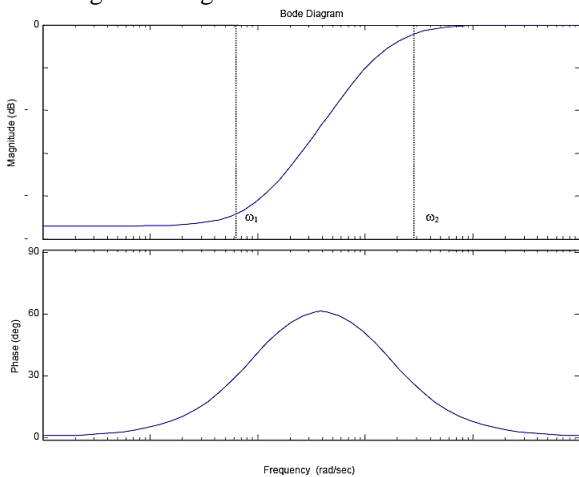 Bode Diagram
0
Magnitude (dB)
ω1
ω2
90
60
30
0
Phase (deg)
Frequency (rad/sec)